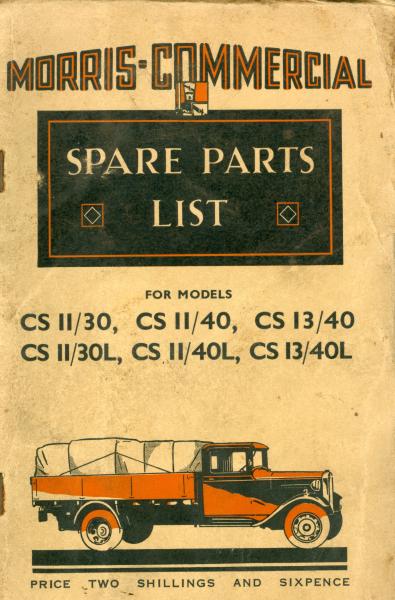 MORRIS-COMMERCIAL
SPARE PARTS
LIST
FOR MODELS
CS 11/30, CS 11/40, CS 13/40
CS 11/30L, CS 11/40L, CS 13/40L
PRICE TWO SHILLINGS AND SIXPENCE